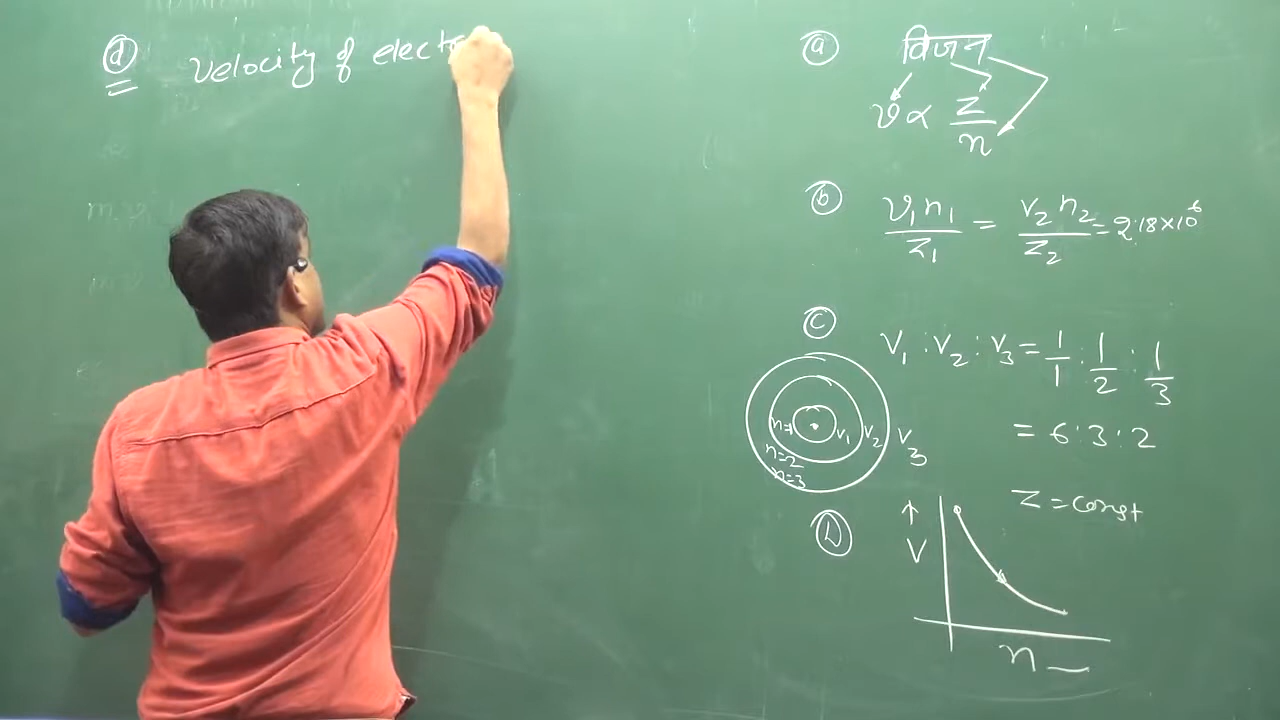 ⓓ velocity of elect
ⓐ विजन
v ∝ Z/n
ⓑ v₁n₁/Z₁ = v₂n₂/Z₂ = 2.18×10⁶
ⓒ v₁ : v₂ : v₃ = 1/1 : 1/2 : 1/3
= 6:3:2
n=1 v₁ v₂ v₃
n=2
n=3
Z = const
Ⓓ ↑
V
n